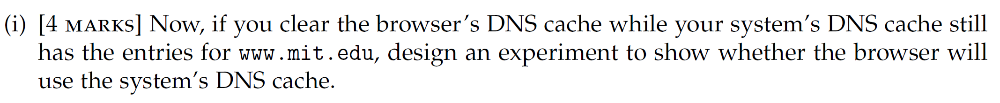 (i) [4 MARKS] Now, if you clear the browser's DNS cache while your system's DNS cache still
has the entries for www.mit.edu, design an experiment to show whether the browser will
use the system's DNS cache.